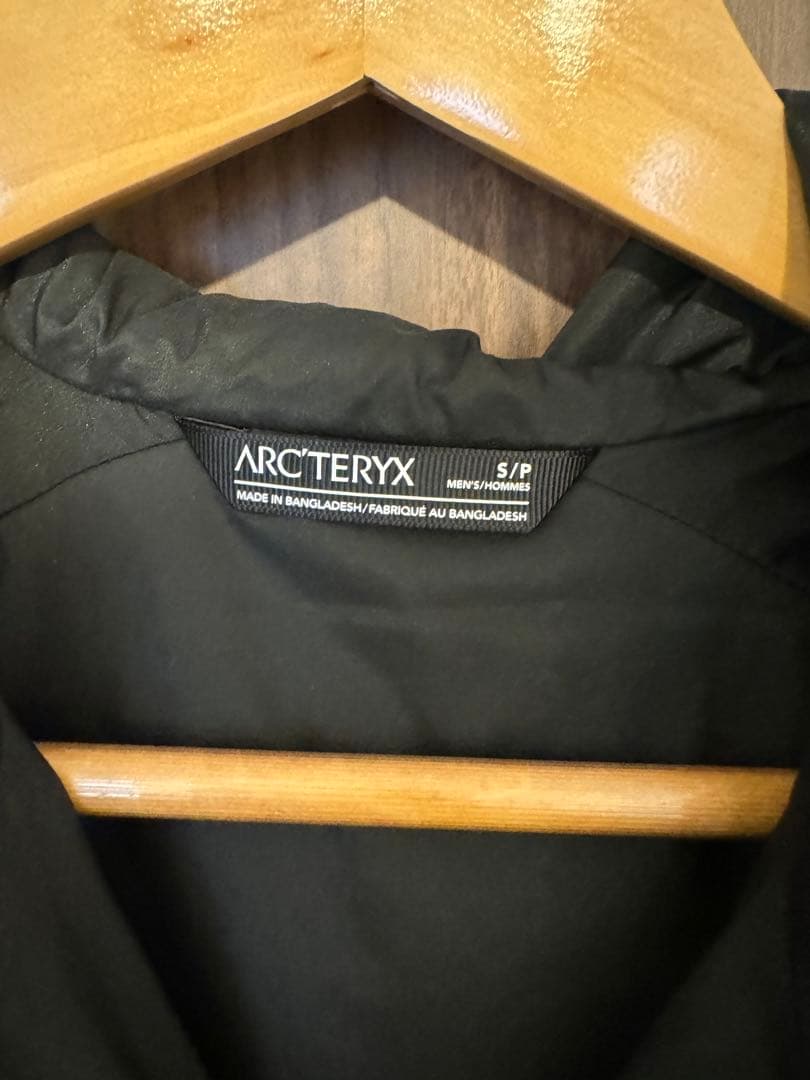 ARC'TERYX
S/P
MEN'S/HOMMES
MADE IN BANGLADESH/FABRIQUÉ AU BANGLADESH